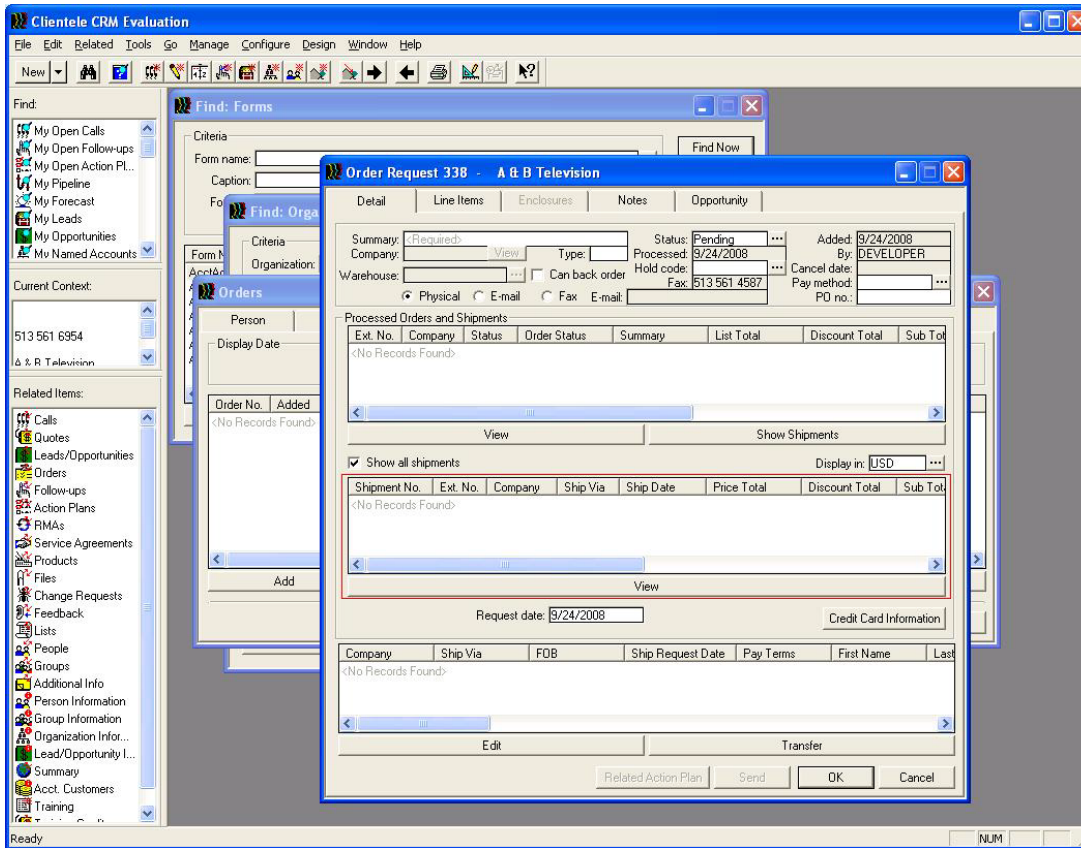 Clientele CRM Evaluation
File Edit Related Tools Go Manage Configure Design Window Help
New
Find:
My Open Calls
My Open Follow-ups
My Open Action Pl...
My Pipeline
My Forecast
My Leads
My Opportunities
My Named Accounts
Current Context:
513 561 6954
A & B Television
Related Items:
Calls
Quotes
Leads/Opportunities
Orders
Follow-ups
Action Plans
RMAs
Service Agreements
Products
Files
Change Requests
Feedback
Lists
People
Groups
Additional Info
Person Information
Group Information
Organization Infor...
Lead/Opportunity I...
Summary
Acct. Customers
Training
Find: Forms
Criteria
Form name:
Find Now
Caption:
Fo
Form N
AcctAc
Find: Orga
Criteria
Organization:
Orders
Person
Display Date
Order No. Added
<No Records Found>
Add
Order Request 338 - A & B Television
Detail Line Items Enclosures Notes Opportunity
Summary: <Required> Status: Pending Added: 9/24/2008
Company: View Type: Processed: 9/24/2008 By: DEVELOPER
Warehouse: Can back order Hold code: Cancel date:
Fax: 513 561 4587 Pay method:
Physical E-mail Fax E-mail: PO no.:
Processed Orders and Shipments
Ext. No. Company Status Order Status Summary List Total Discount Total Sub Tot
<No Records Found>
View Show Shipments
Show all shipments Display in: USD
Shipment No. Ext. No. Company Ship Via Ship Date Price Total Discount Total Sub Tot
<No Records Found>
View
Request date: 9/24/2008 Credit Card Information
Company Ship Via FOB Ship Request Date Pay Terms First Name Last
<No Records Found>
Edit Transfer
Related Action Plan Send OK Cancel
Ready NUM